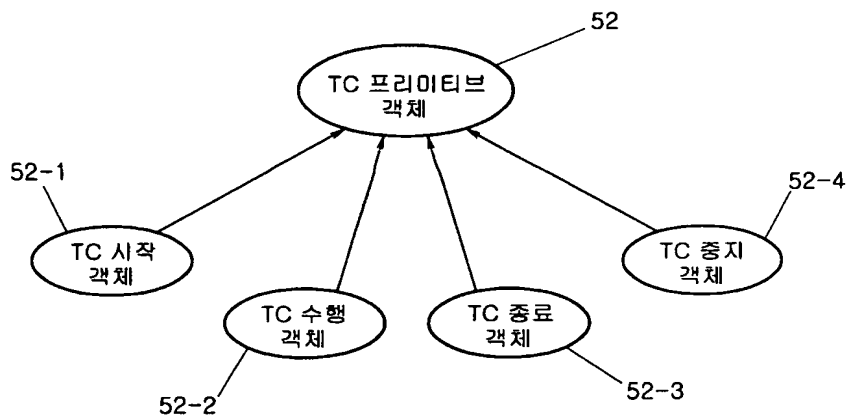 52
TC 프리미티브
객체
52-1
52-4
TC 시작
객체
TC 중지
객체
TC 수행
객체
TC 종료
객체
52-2
52-3